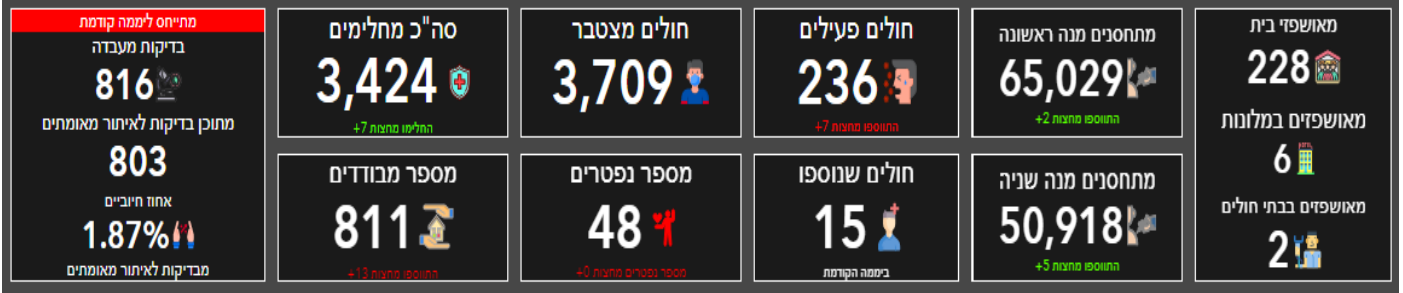 מאושפזי בית
228
מאושפזים במלונות
6
מאושפזים בבתי חולים
2
מתחסנים מנה ראשונה
65,029
התווספו מחצות 2+
מתחסנים מנה שניה
50,918
התווספו מחצות 5+
חולים פעילים
236
התווספו מחצות 7+
חולים שנוספו
15
ביממה הקודמת
חולים מצטבר
3,709
מספר נפטרים
48
מספר נפטרים מחצות 0+
סה"כ מחלימים
3,424
החלימו מחצות 7+
מספר מבודדים
811
התווספו מחצות 13+
מתייחס ליממה קודמת
בדיקות מעבדה
816
מתוכן בדיקות לאיתור מאומתים
803
אחוז חיוביים
1.87%
מבדיקות לאיתור מאומתים